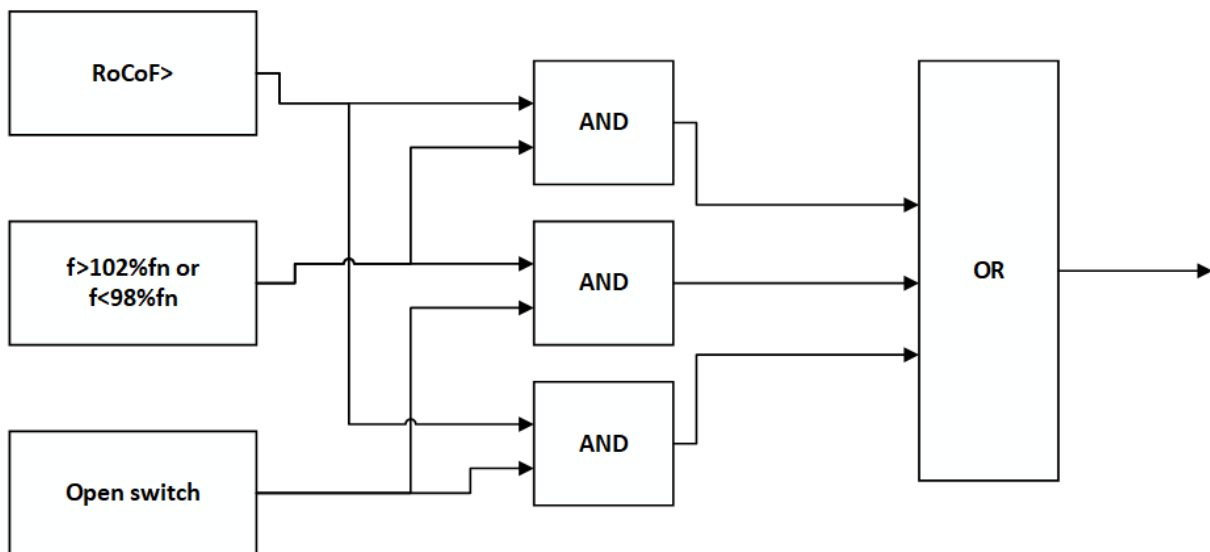 RoCoF>
AND
f>102%fn or
f<98%fn
AND
OR
Open switch
AND